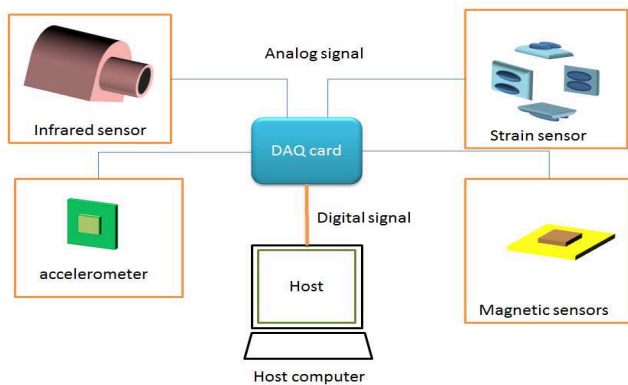 Analog signal
Infrared sensor
Strain sensor
DAQ card
Digital signal
accelerometer
Host
Magnetic sensors
Host computer